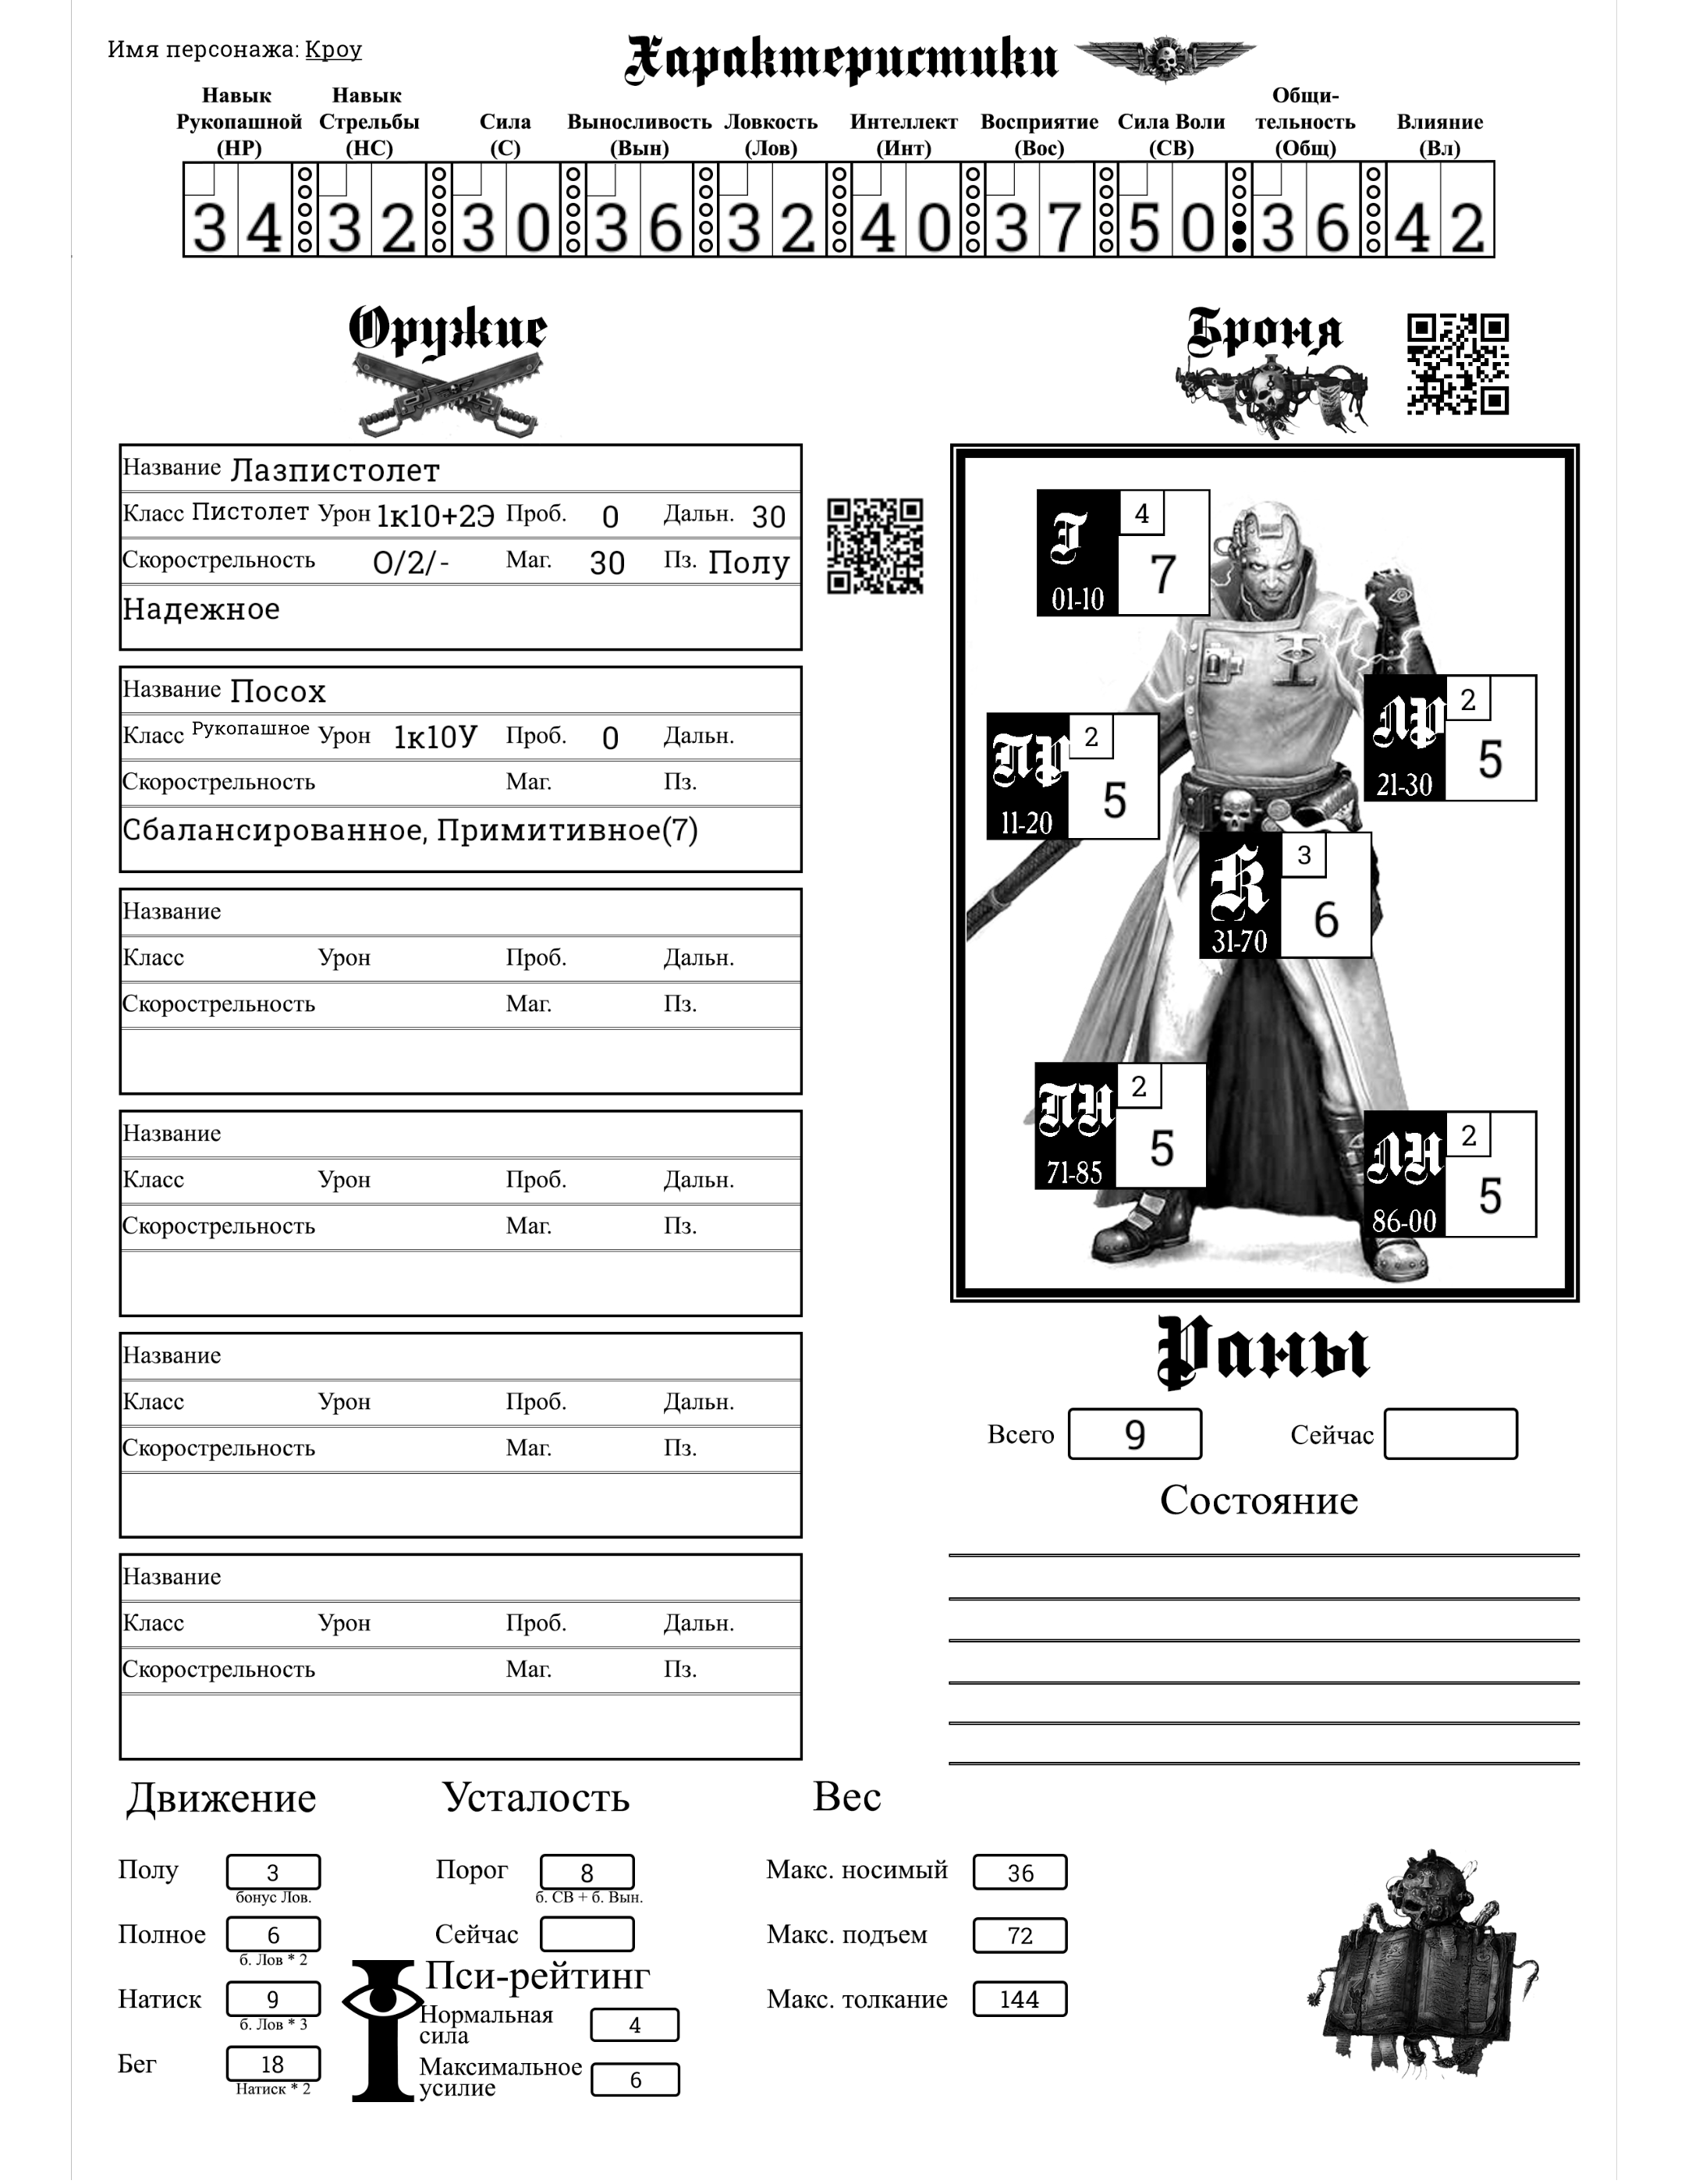 Имя персонажа: Кроу
Характеристики
Навык Рукопашной (НР)
Навык Стрельбы (НС)
Сила (С)
Выносливость (Вын)
Ловкость (Лов)
Интеллект (Инт)
Восприятие (Вос)
Сила Воли (СВ)
Общи-тельность (Общ)
Влияние (Вл)
34 32 30 36 32 40 37 50 36 42
Оружие
Броня
Название Лазпистолет
Класс Пистолет Урон 1к10+2Э Проб. 0 Дальн. 30
Скорострельность О/2/- Маг. 30 Пз. Полу
Надежное
Название Посох
Класс Рукопашное Урон 1к10У Проб. 0 Дальн.
Скорострельность Маг. Пз.
Сбалансированное, Примитивное(7)
Название
Класс Урон Проб. Дальн.
Скорострельность Маг. Пз.
Название
Класс Урон Проб. Дальн.
Скорострельность Маг. Пз.
Название
Класс Урон Проб. Дальн.
Скорострельность Маг. Пз.
Название
Класс Урон Проб. Дальн.
Скорострельность Маг. Пз.
Г 4
7
01-10
ЛР 2
5
21-30
ПР 2
5
11-20
К 3
6
31-70
ПН 2
5
71-85
ЛН 2
5
86-00
Раны
Всего 9 Сейчас
Состояние
Движение
Полу 3
бонус Лов.
Полное 6
б. Лов * 2
Натиск 9
б. Лов * 3
Бег 18
Натиск * 2
Усталость
Порог 8
б. СВ + б. Вын.
Сейчас
Пси-рейтинг
Нормальная
сила 4
Максимальное
усилие 6
Вес
Макс. носимый 36
Макс. подъем 72
Макс. толкание 144